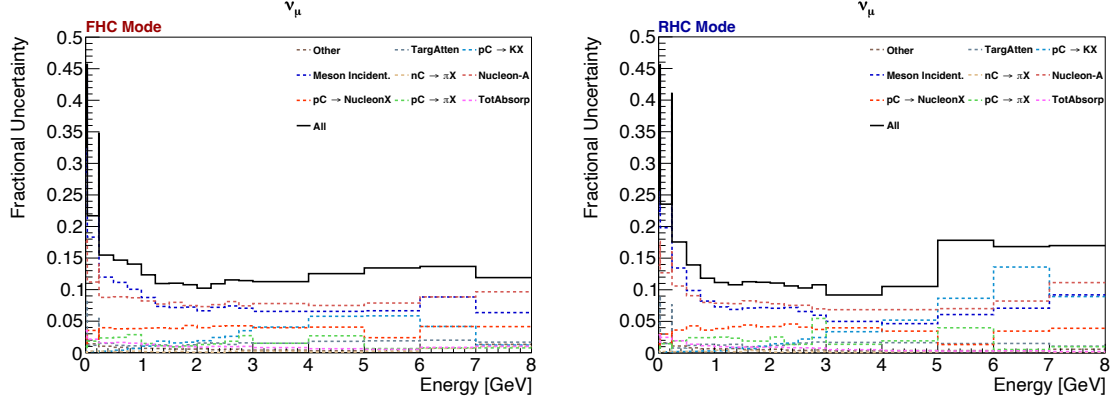 ν_μ
FHC Mode
Fractional Uncertainty
0.5
0.45
0.4
0.35
0.3
0.25
0.2
0.15
0.1
0.05
0
Other TargAtten pC → KX
Meson Incident. nC → πX Nucleon-A
pC → NucleonX pC → πX TotAbsorp
All
0 1 2 3 4 5 6 7 8
Energy [GeV]
ν_μ
RHC Mode
Fractional Uncertainty
0.5
0.45
0.4
0.35
0.3
0.25
0.2
0.15
0.1
0.05
0
Other TargAtten pC → KX
Meson Incident. nC → πX Nucleon-A
pC → NucleonX pC → πX TotAbsorp
All
0 1 2 3 4 5 6 7 8
Energy [GeV]